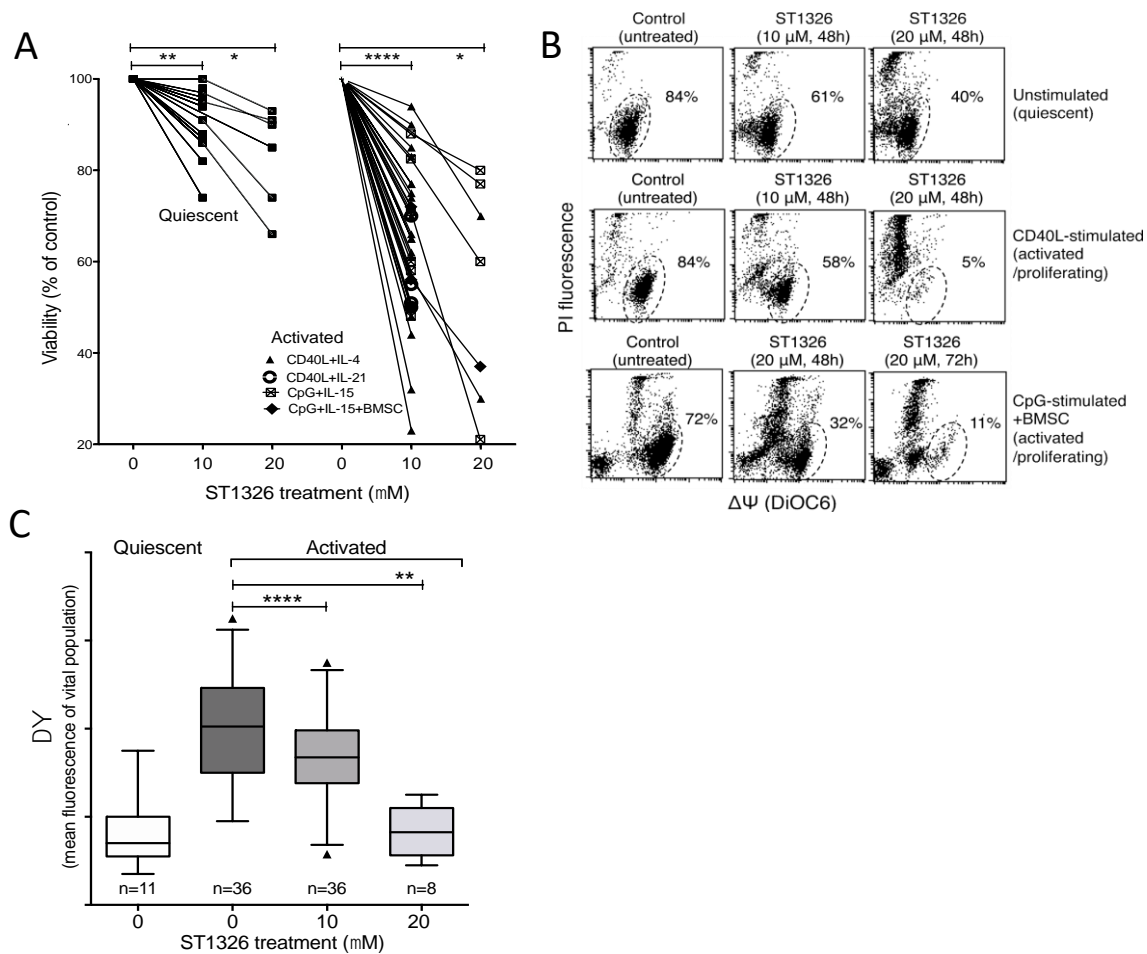 A
** *
**** *
100
80
60
40
20
Viability (% of control)
Quiescent
Activated
CD40L+IL-4
CD40L+IL-21
CpG+IL-15
CpG+IL-15+BMSC
0 10 20 0 10 20
ST1326 treatment (mM)
B
Control
(untreated)
ST1326
(10 µM, 48h)
ST1326
(20 µM, 48h)
84%
61%
40%
Unstimulated
(quiescent)
Control
(untreated)
ST1326
(10 µM, 48h)
ST1326
(20 µM, 48h)
84%
58%
5%
CD40L-stimulated
(activated
/proliferating)
Control
(untreated)
ST1326
(20 µM, 48h)
ST1326
(20 µM, 72h)
72%
32%
11%
CpG-stimulated
+BMSC
(activated
/proliferating)
PI fluorescence
ΔΨ (DiOC6)
C
Quiescent Activated
**
****
DY
(mean fluorescence of vital population)
n=11 n=36 n=36 n=8
0 0 10 20
ST1326 treatment (mM)